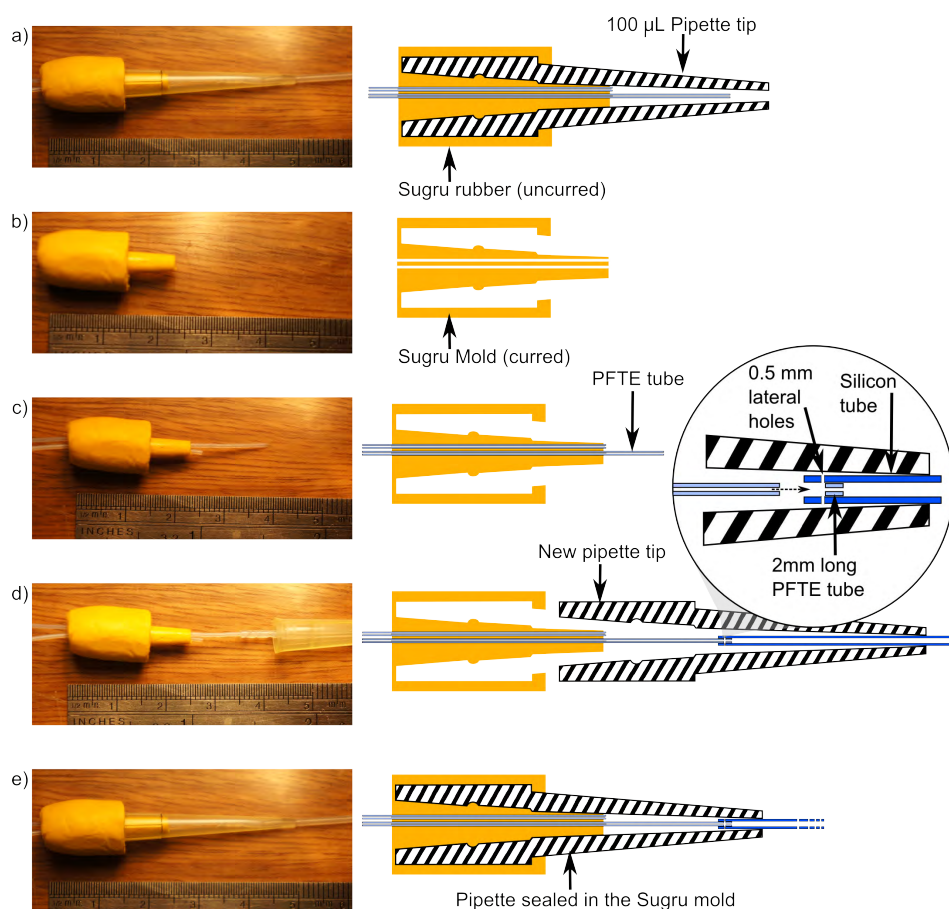 a)
100 µL Pipette tip
Sugru rubber (uncurred)
b)
Sugru Mold (curred)
PFTE tube
0.5 mm
lateral
holes
Silicon
tube
c)
INCHES
2mm long
PFTE tube
New pipette tip
d)
INCHES
e)
Pipette sealed in the Sugru mold